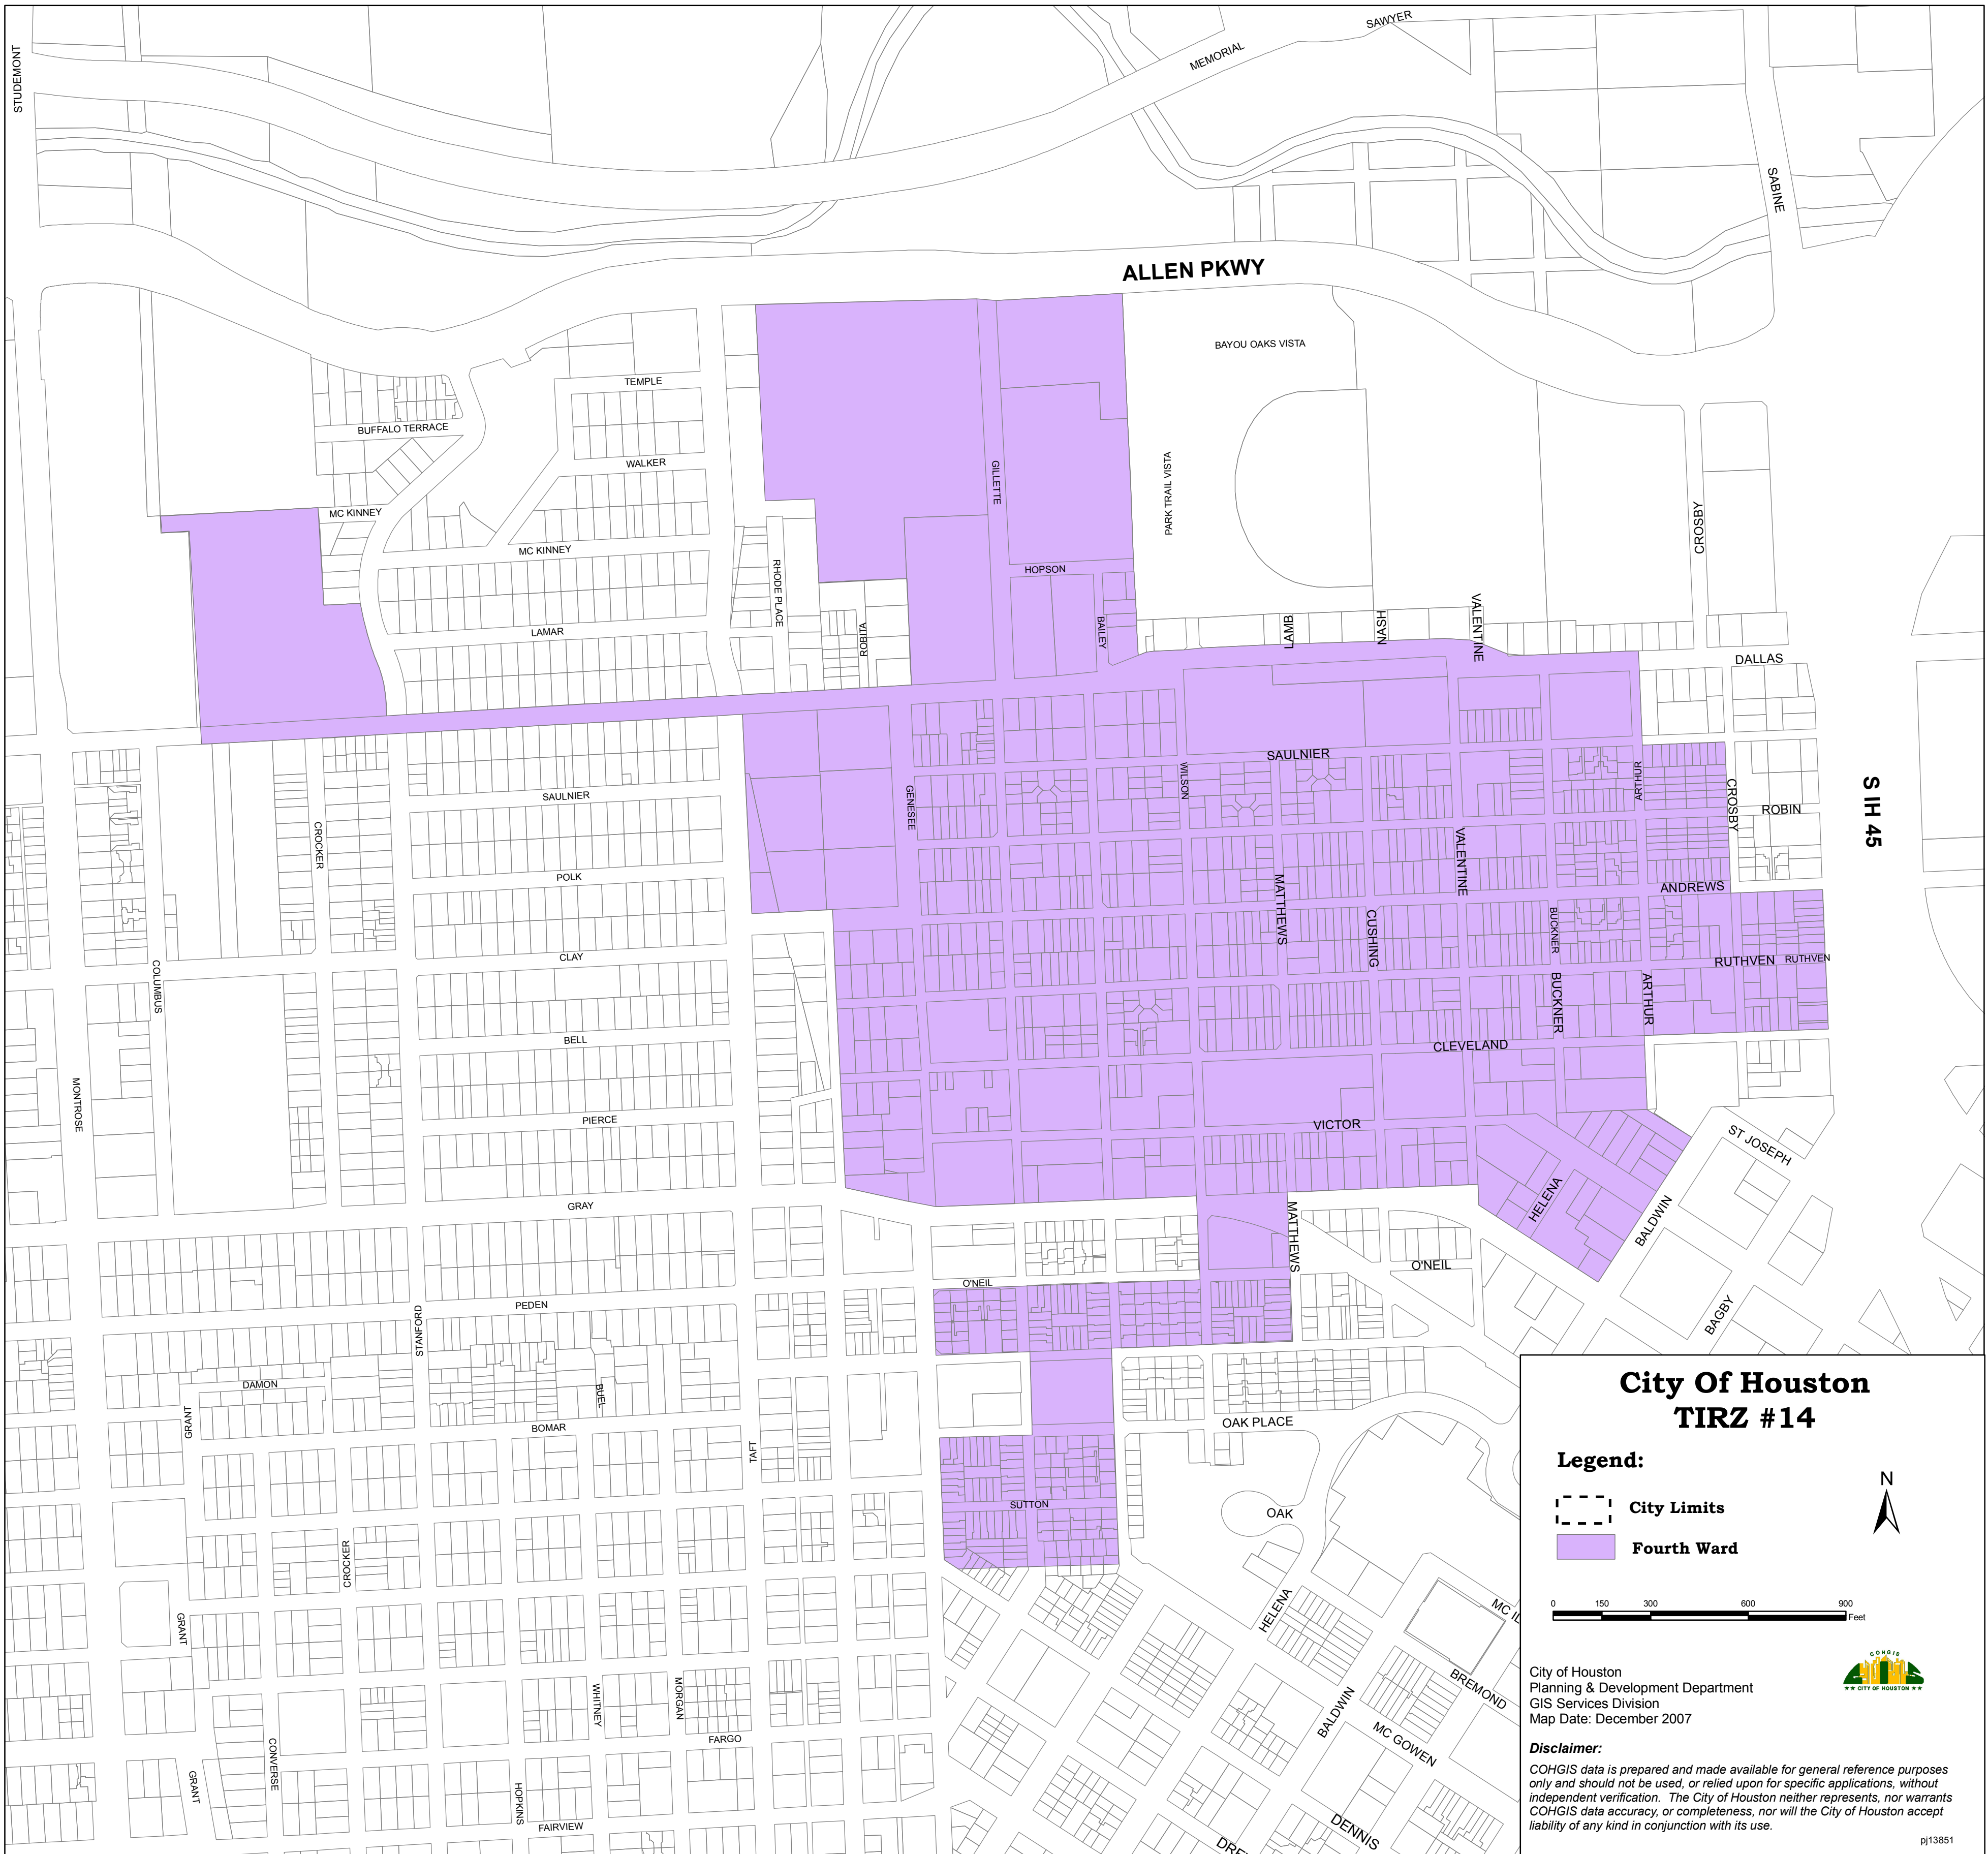 SAWYER
STUDEMONT
MEMORIAL
SABINE
ALLEN PKWY
BAYOU OAKS VISTA
TEMPLE
BUFFALO TERRACE
WALKER
GILLETTE
PARK TRAIL VISTA
MC KINNEY
CROSBY
MC KINNEY
HOPSON
RHODE PLACE
LAMAR
ROBITA
BAILEY
LAMB
NASH
VALENTINE
DALLAS
SAULNIER
WILSON
ARTHUR
SAULNIER
GENESEE
CROSBY
ROBIN
S IH 45
CROCKER
VALENTINE
POLK
MATTHEWS
ANDREWS
CUSHING
BUCKNER
CLAY
COLUMBUS
RUTHVEN
RUTHVEN
BUCKNER
ARTHUR
BELL
CLEVELAND
MONTROSE
PIERCE
VICTOR
ST JOSEPH
HELENA
BALDWIN
GRAY
MATTHEWS
O'NEIL
O'NEIL
PEDEN
STANFORD
BAGBY
DAMON
BUEL
GRANT
BOMAR
OAK PLACE
TAFT
SUTTON
OAK
CROCKER
HELENA
GRANT
MC IL
BREMOND
WHITNEY
MORGAN
BALDWIN
MC GOWEN
FARGO
CONVERSE
GRANT
HOPKINS
FAIRVIEW
DENNIS
DRE
City Of Houston
TIRZ #14
Legend:
N
City Limits
Fourth Ward
0 150 300 600 900
Feet
COHGIS
★★ CITY OF HOUSTON ★★
City of Houston
Planning & Development Department
GIS Services Division
Map Date: December 2007
Disclaimer:
COHGIS data is prepared and made available for general reference purposes
only and should not be used, or relied upon for specific applications, without
independent verification. The City of Houston neither represents, nor warrants
COHGIS data accuracy, or completeness, nor will the City of Houston accept
liability of any kind in conjunction with its use.
pj13851